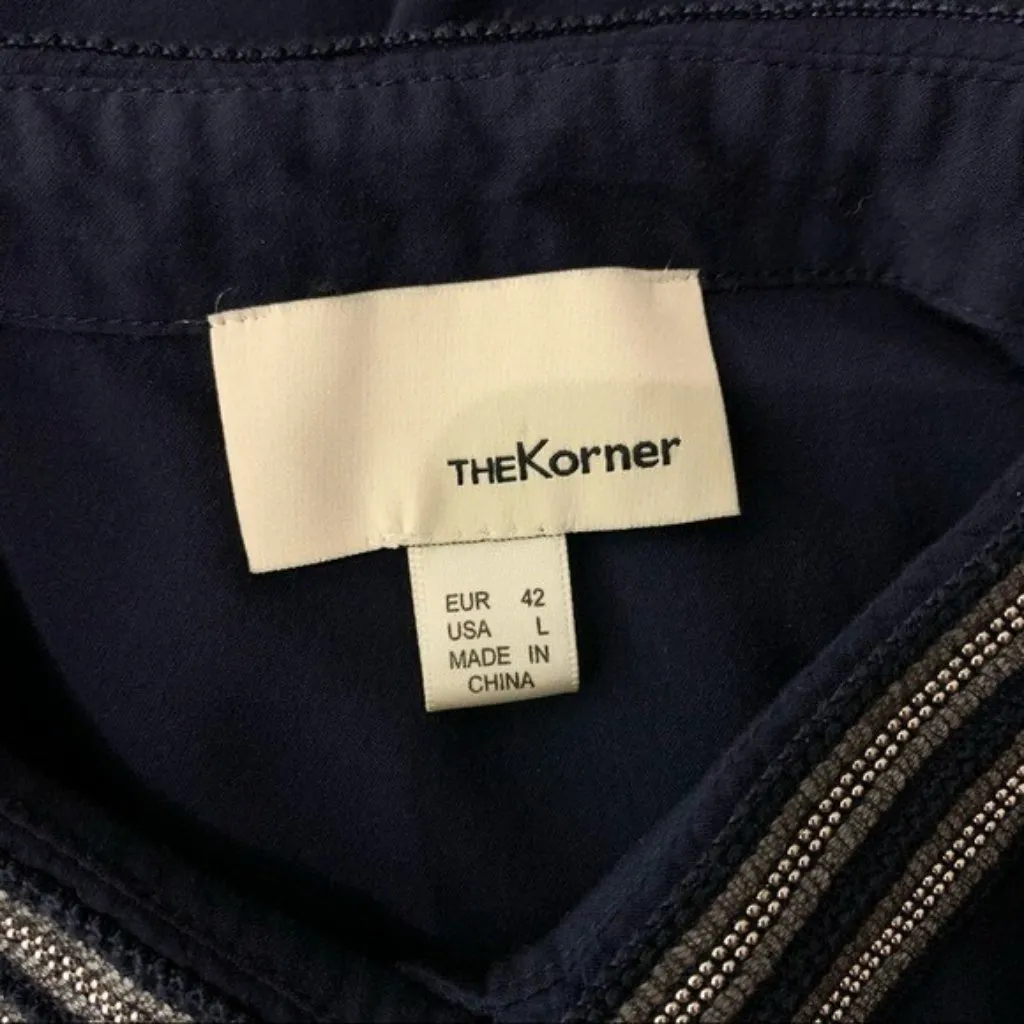 THEKorner
EUR 42
USA L
MADE IN
CHINA